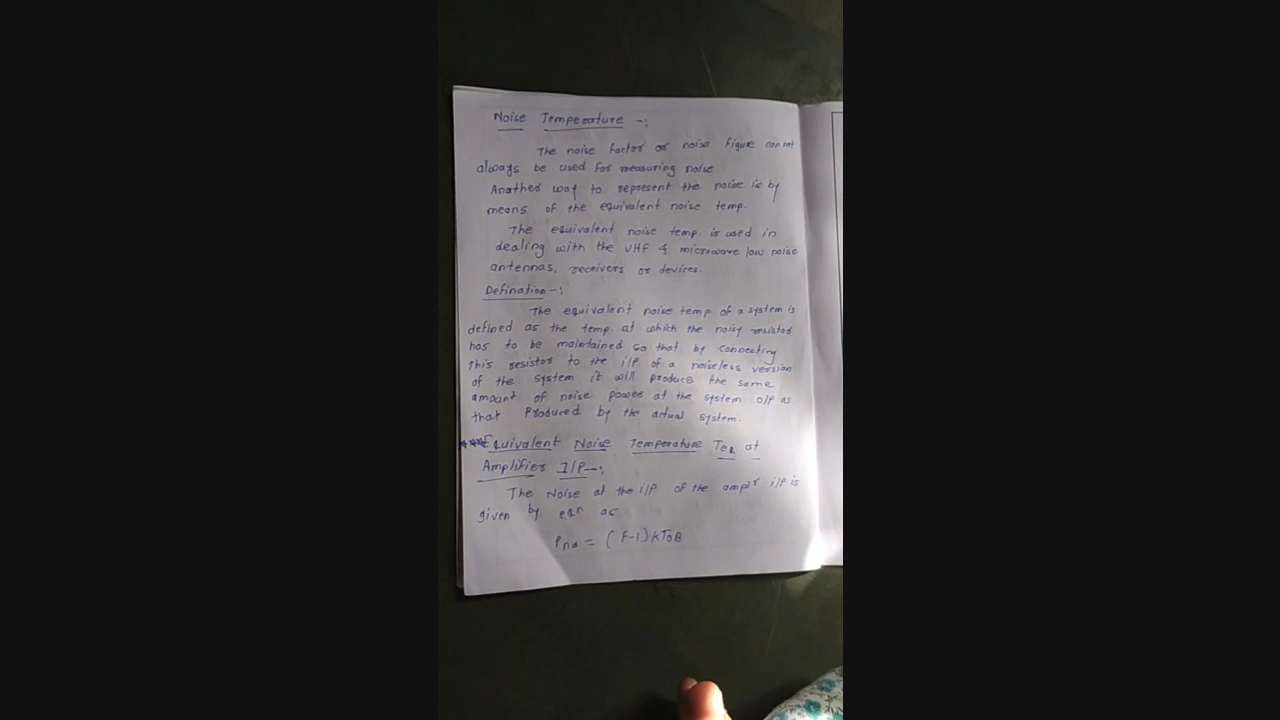 Noise Temperature -:
The noise factor or noise figure can not
always be used for measuring noise
Another way to represent the noise is by
means of the equivalent noise temp.
The equivalent noise temp. is used in
dealing with the UHF & microwave low noise
antennas, receivers or devices.
Defination -:
The equivalent noise temp. of a system is
defined as the temp. at which the noisy resistor
has to be maintained so that by connecting
this resistor to the i/p of a noiseless version
of the system it will produce the same
amount of noise power at the system o/p as
that produced by the actual system.
***Equivalent Noise Temperature Teq at
Amplifier I/P -:
The Noise at the i/p of the amplr i/p is
given by eqn as
Pna = (F-1) kToB